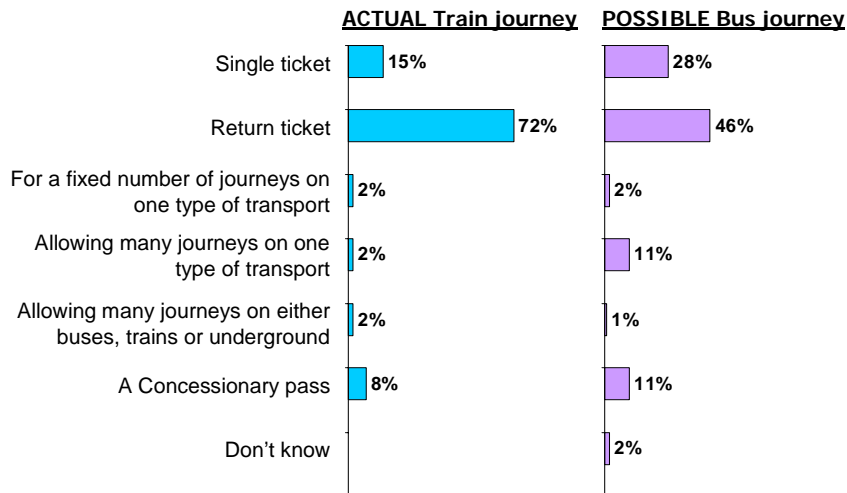 ACTUAL Train journey POSSIBLE Bus journey
Single ticket 15% 28%
Return ticket 72% 46%
For a fixed number of journeys on
one type of transport 2% 2%
Allowing many journeys on one
type of transport 2% 11%
Allowing many journeys on either
buses, trains or underground 2% 1%
A Concessionary pass 8% 11%
Don't know 2%